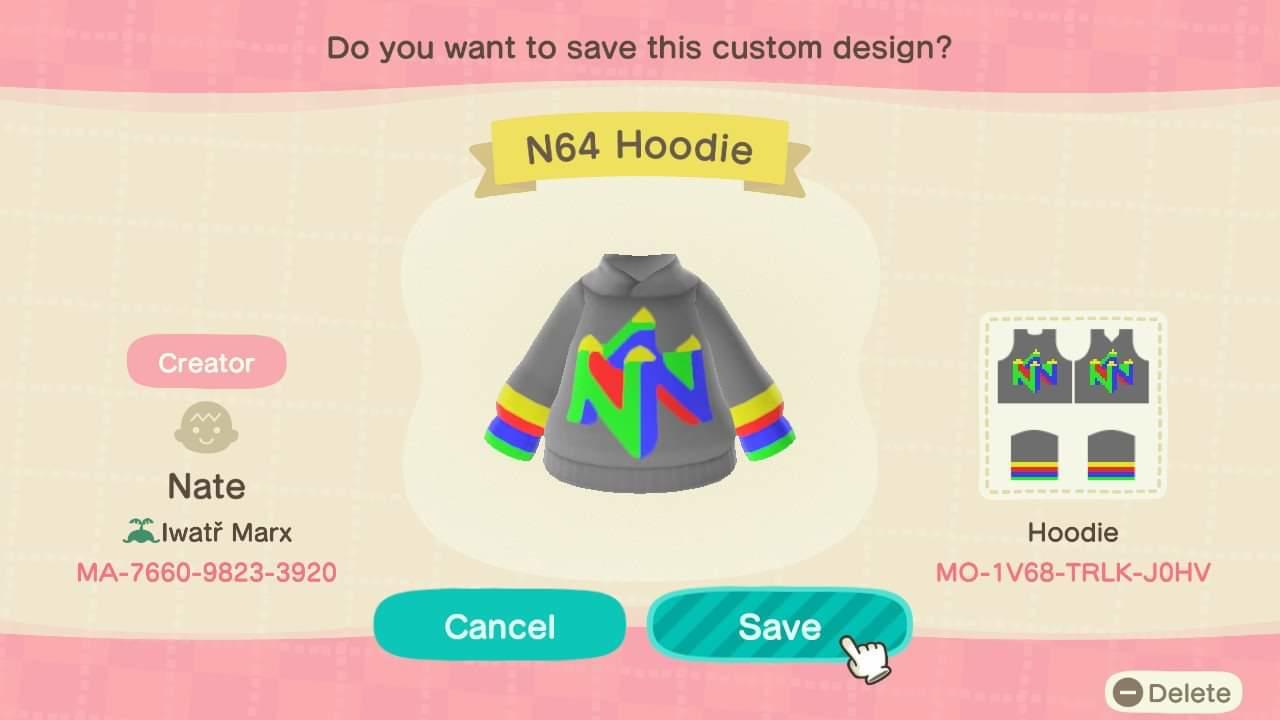 Do you want to save this custom design?
N64 Hoodie
Creator
Nate
Iwatř Marx
MA-7660-9823-3920
Hoodie
MO-1V68-TRLK-J0HV
Cancel
Save
Delete